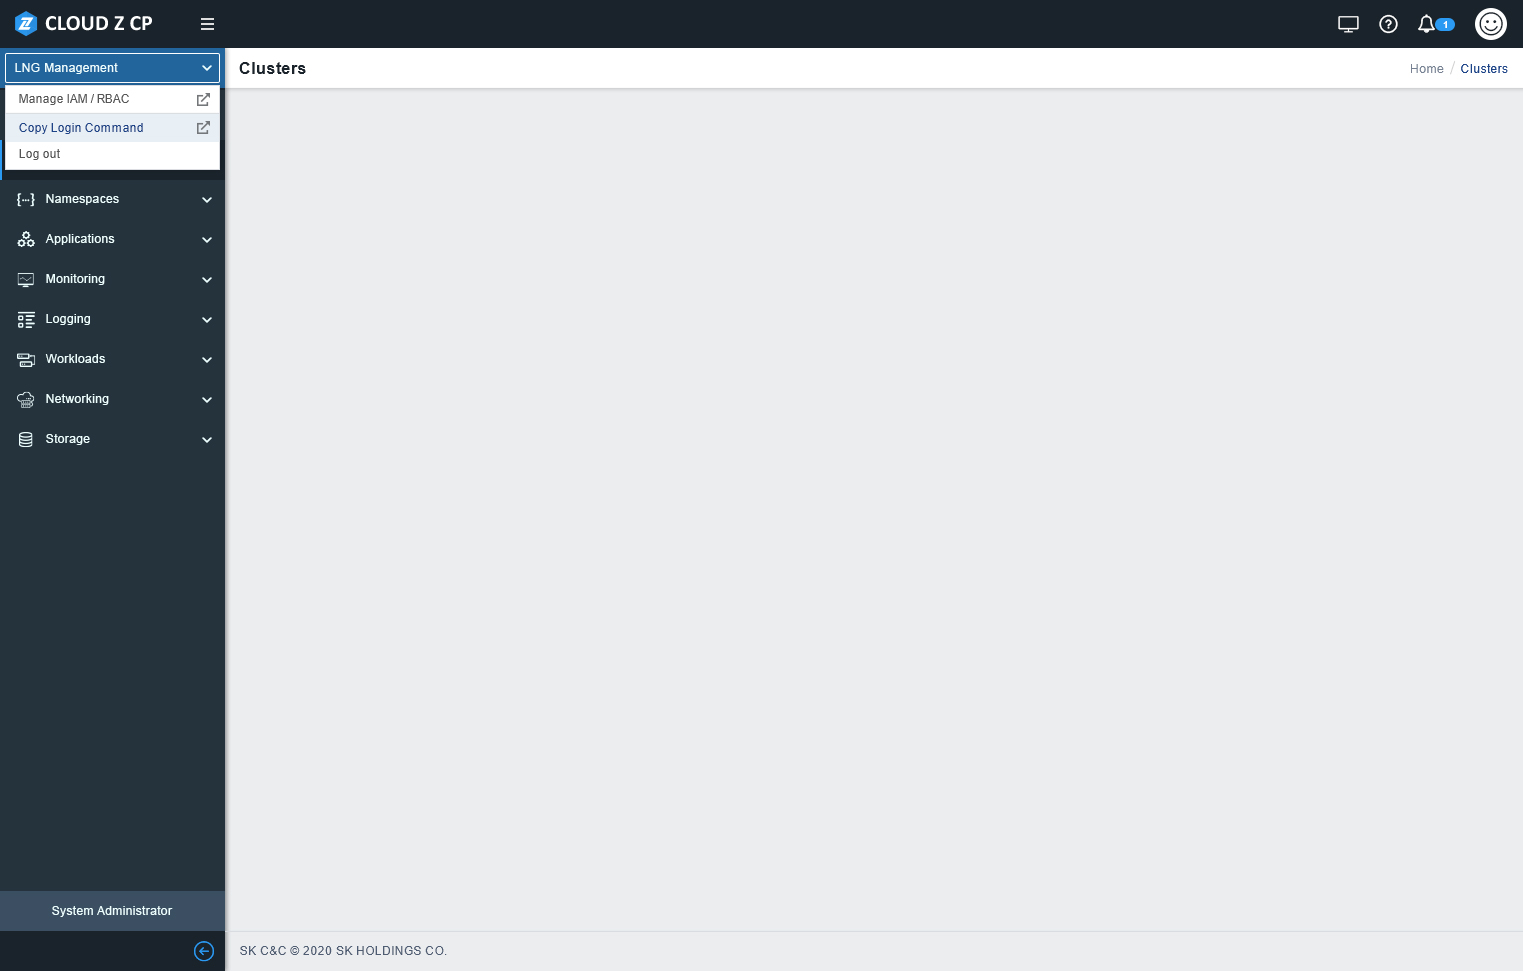 CLOUD Z CP
1
LNG Management
Clusters
Home / Clusters
Manage IAM / RBAC
Copy Login Command
Log out
Namespaces
Applications
Monitoring
Logging
Workloads
Networking
Storage
System Administrator
SK C&C © 2020 SK HOLDINGS CO.